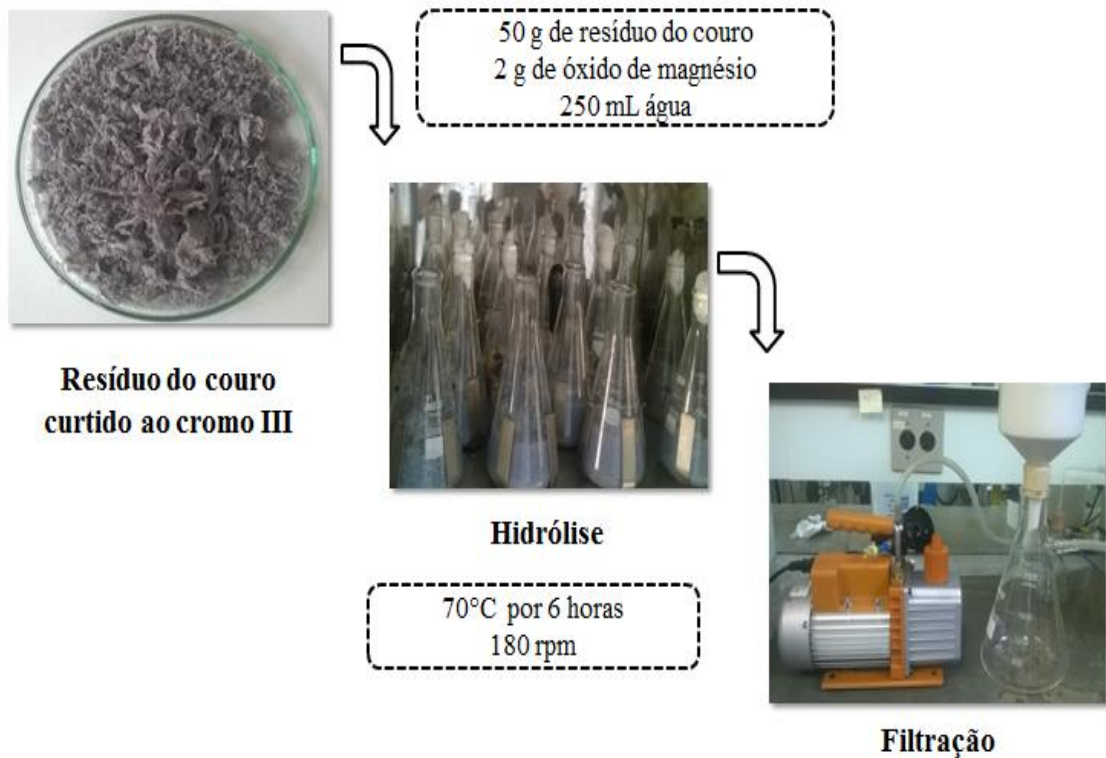 50 g de resíduo do couro
2 g de óxido de magnésio
250 mL água
Resíduo do couro
curtido ao cromo III
Hidrólise
70°C por 6 horas
180 rpm
Filtração